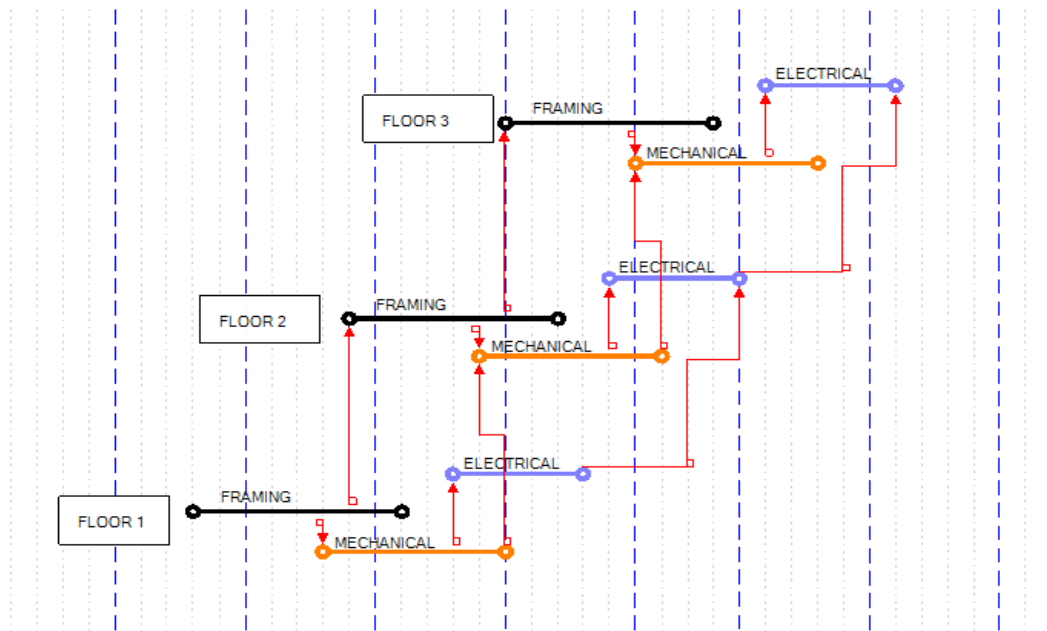 ELECTRICAL
FLOOR 3
FRAMING
MECHANICAL
ELECTRICAL
FLOOR 2
FRAMING
MECHANICAL
ELECTRICAL
FLOOR 1
FRAMING
MECHANICAL